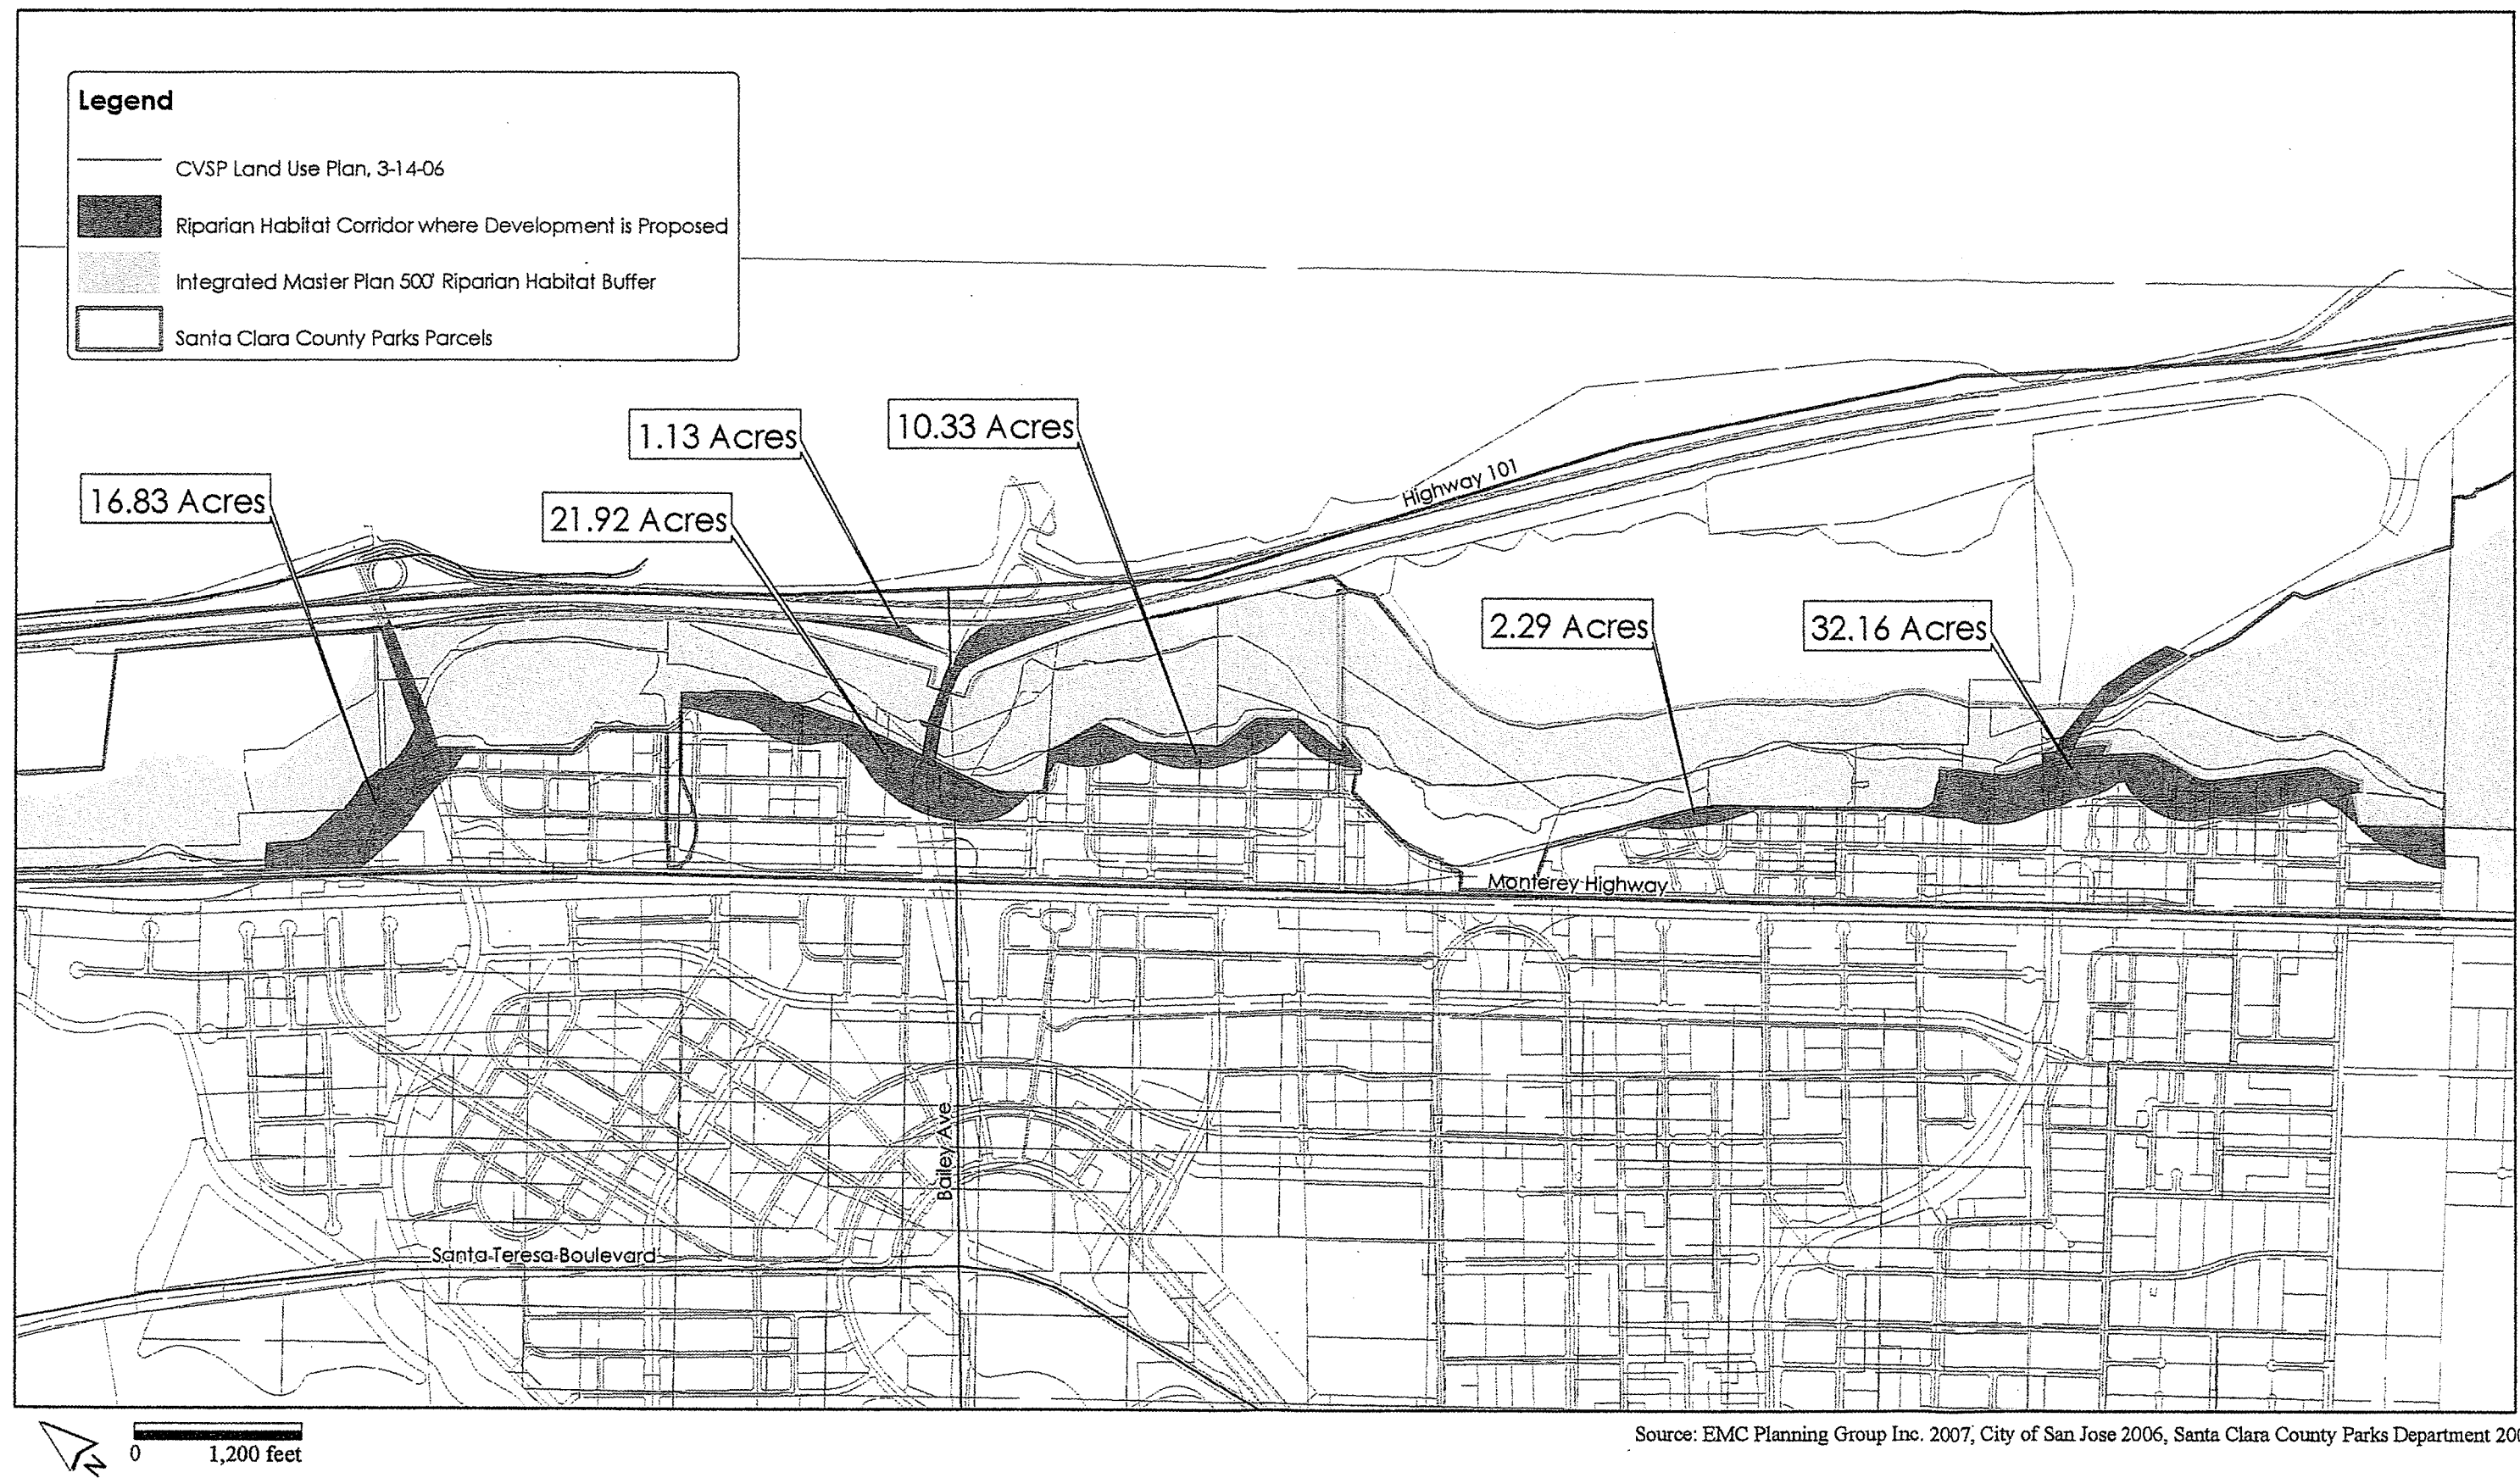 Legend
CVSP Land Use Plan, 3-14-06
Riparian Habitat Corridor where Development is Proposed
Integrated Master Plan 500' Riparian Habitat Buffer
Santa Clara County Parks Parcels
1.13 Acres
10.33 Acres
16.83 Acres
21.92 Acres
Highway 101
2.29 Acres
32.16 Acres
Monterey Highway
Bailey Ave
Santa Teresa Boulevard
N
0 1,200 feet
Source: EMC Planning Group Inc. 2007, City of San Jose 2006, Santa Clara County Parks Department